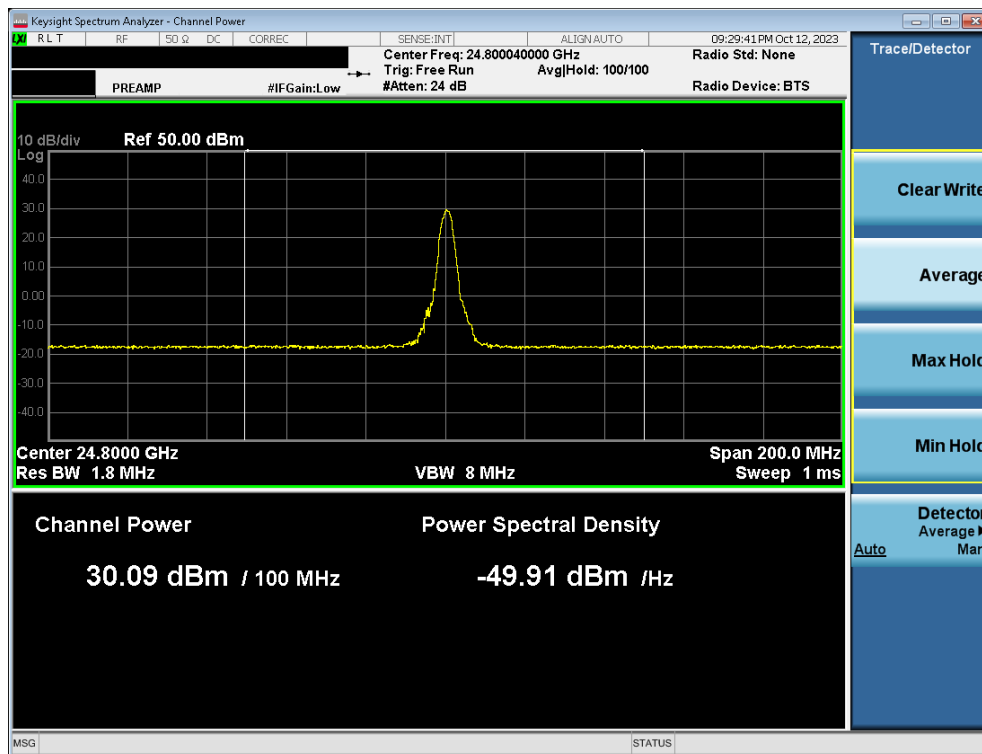 Keysight Spectrum Analyzer - Channel Power
LXI RLT RF 50 Ω DC CORREC SENSE:INT ALIGN AUTO 09:29:41 PM Oct 12, 2023
Center Freq: 24.800040000 GHz Radio Std: None
Trig: Free Run Avg|Hold: 100/100
PREAMP #IFGain:Low #Atten: 24 dB Radio Device: BTS
Trace/Detector
10 dB/div Ref 50.00 dBm
Log
40.0
30.0
20.0
10.0
0.00
-10.0
-20.0
-30.0
-40.0
Center 24.8000 GHz Span 200.0 MHz
Res BW 1.8 MHz VBW 8 MHz Sweep 1 ms
Channel Power Power Spectral Density
30.09 dBm / 100 MHz -49.91 dBm /Hz
Clear Write
Average
Max Hold
Min Hold
Detector
Average
Auto Man
MSG STATUS